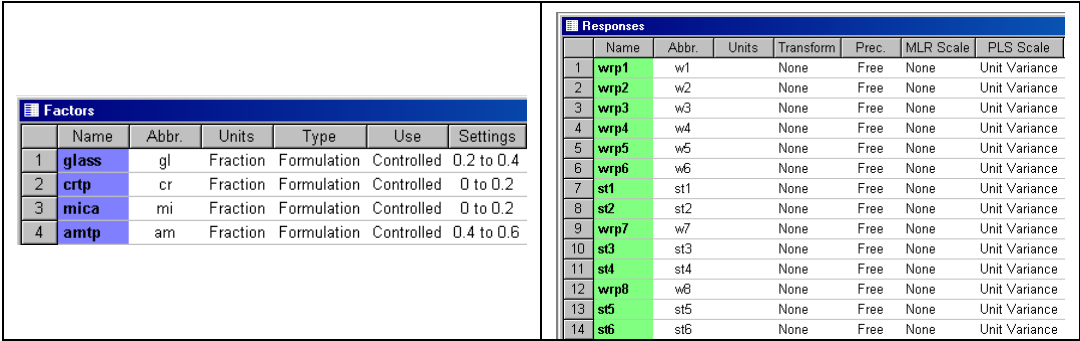 Factors
Name Abbr. Units Type Use Settings
1 glass gl Fraction Formulation Controlled 0.2 to 0.4
2 crtp cr Fraction Formulation Controlled 0 to 0.2
3 mica mi Fraction Formulation Controlled 0 to 0.2
4 amtp am Fraction Formulation Controlled 0.4 to 0.6
Responses
Name Abbr. Units Transform Prec. MLR Scale PLS Scale
1 wrp1 w1 None Free None Unit Variance
2 wrp2 w2 None Free None Unit Variance
3 wrp3 w3 None Free None Unit Variance
4 wrp4 w4 None Free None Unit Variance
5 wrp5 w5 None Free None Unit Variance
6 wrp6 w6 None Free None Unit Variance
7 st1 st1 None Free None Unit Variance
8 st2 st2 None Free None Unit Variance
9 wrp7 w7 None Free None Unit Variance
10 st3 st3 None Free None Unit Variance
11 st4 st4 None Free None Unit Variance
12 wrp8 w8 None Free None Unit Variance
13 st5 st5 None Free None Unit Variance
14 st6 st6 None Free None Unit Variance